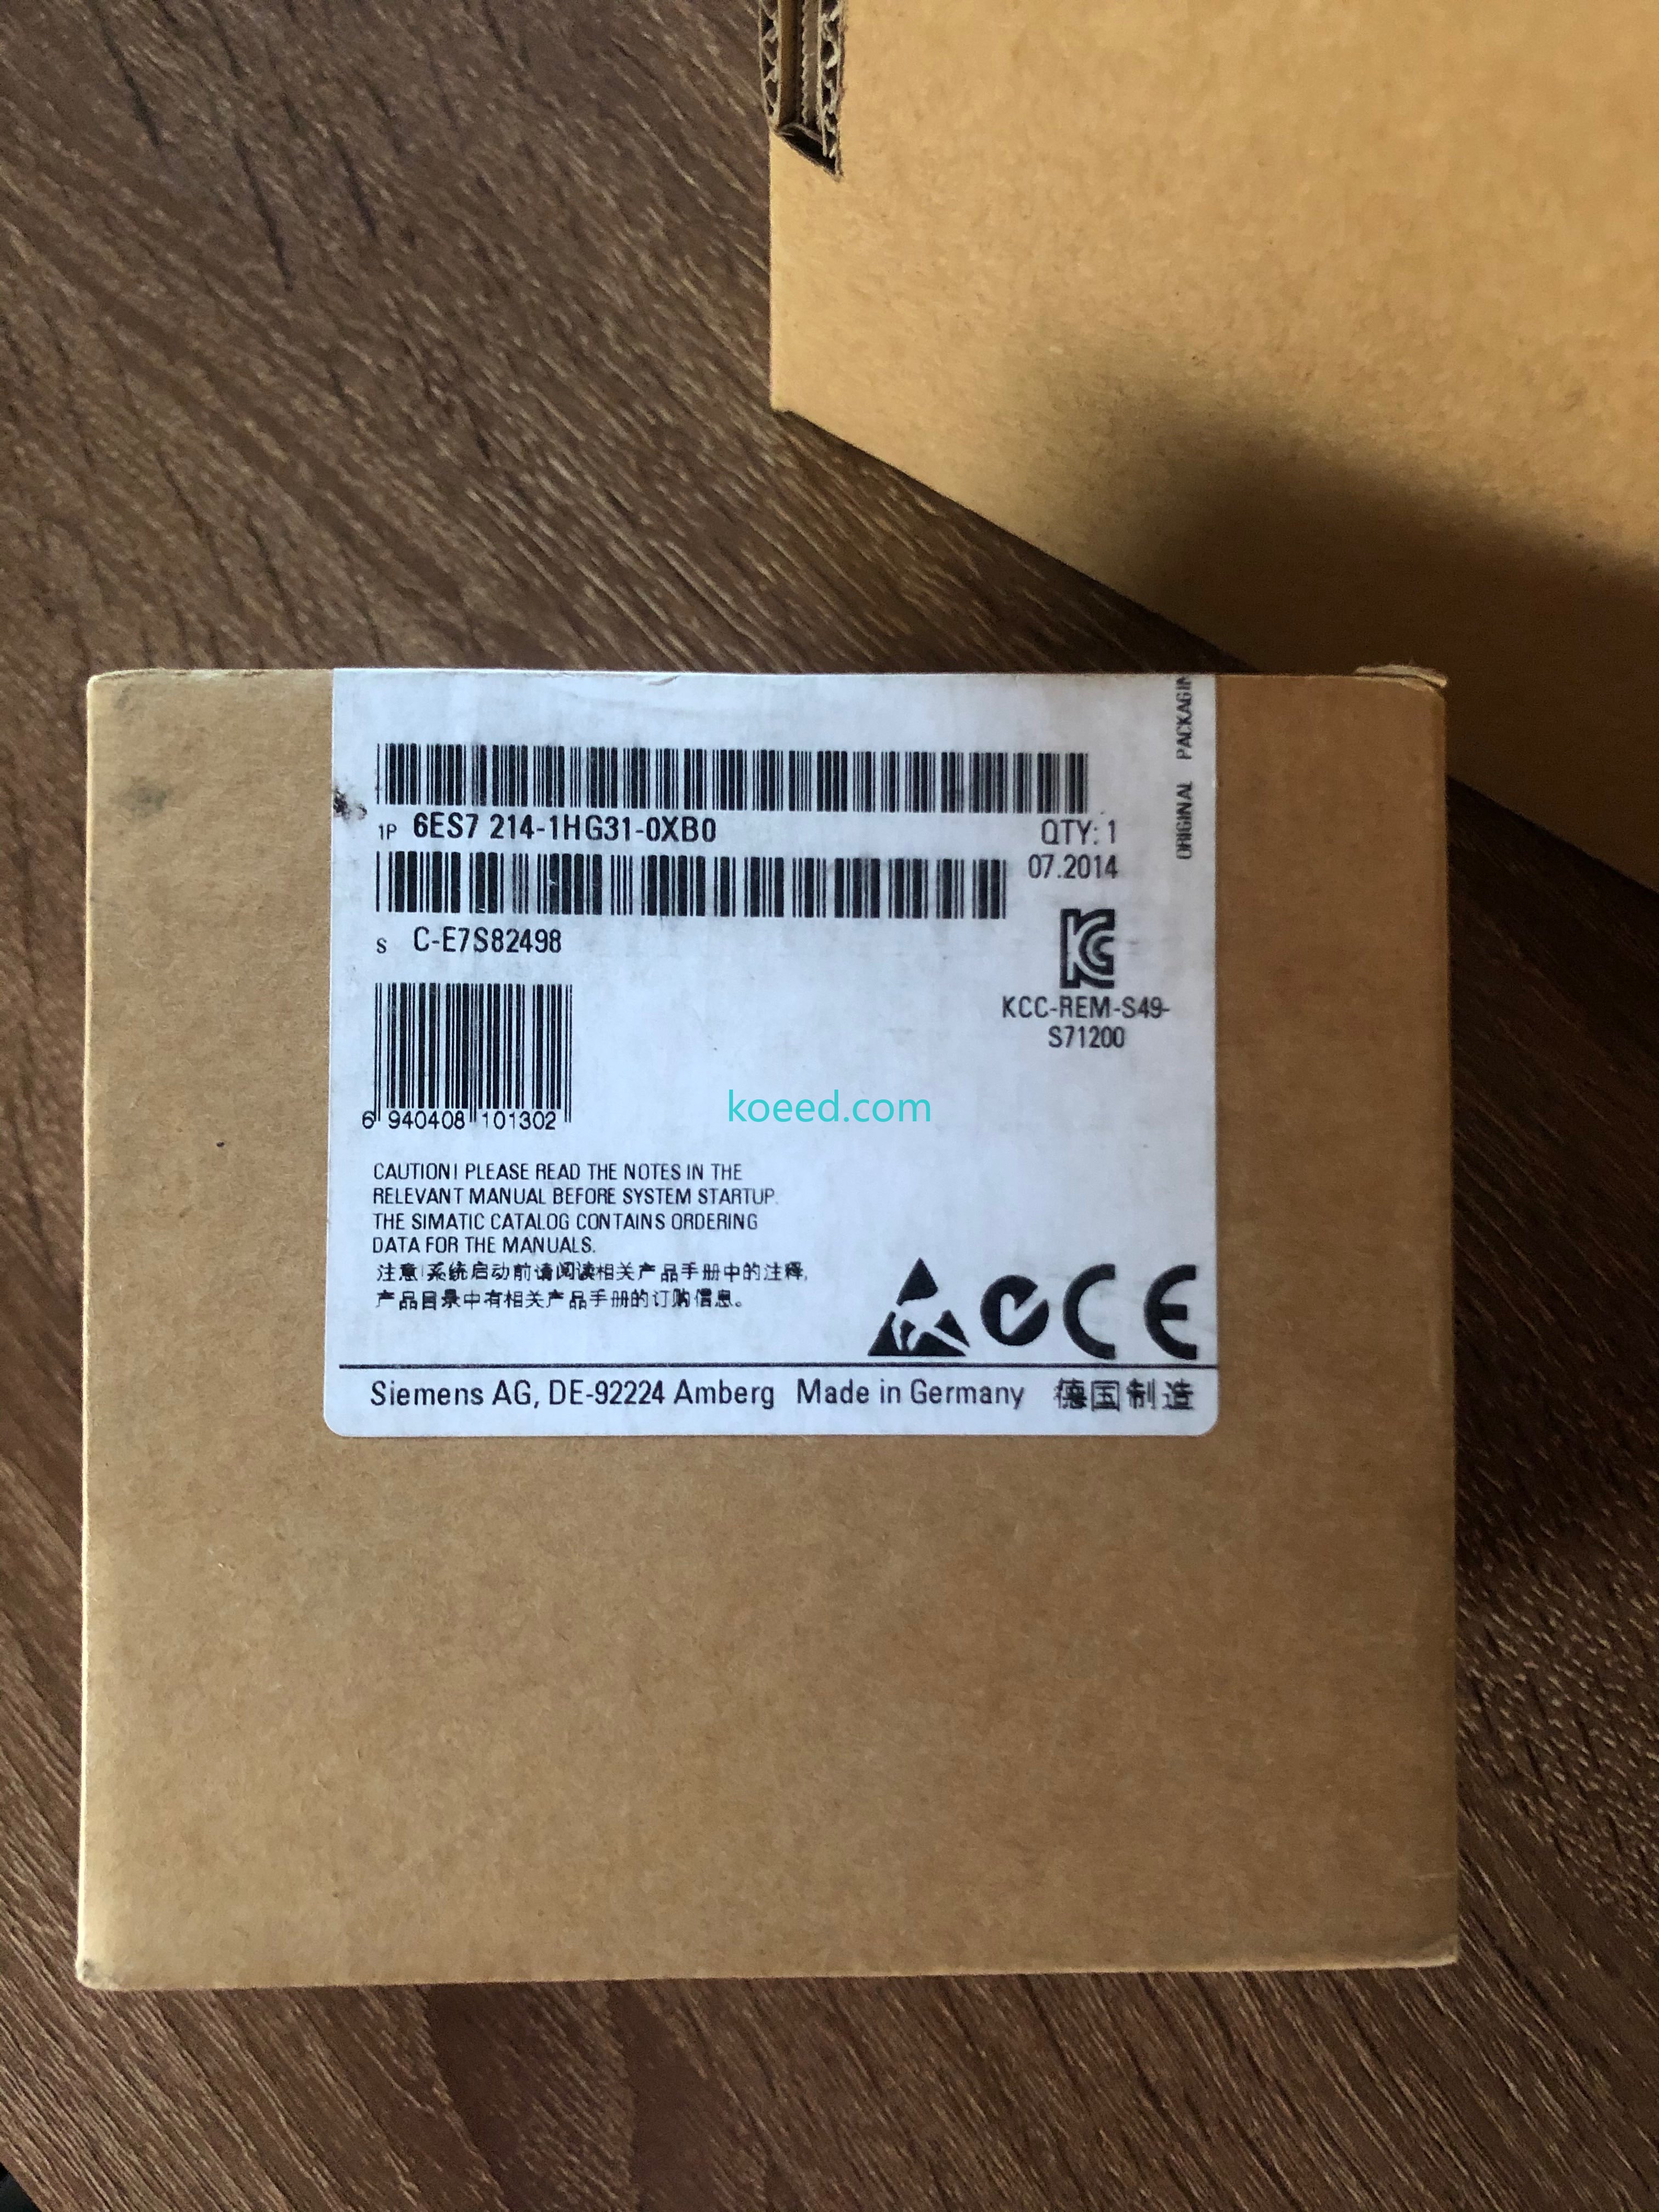 ORIGINAL PACKAGIN
1P 6ES7 214-1HG31-0XB0
QTY: 1
07.2014
S C-E7S82498
KCC-REM-S49-
S71200
6 940408 101302
koeed.com
CAUTION! PLEASE READ THE NOTES IN THE
RELEVANT MANUAL BEFORE SYSTEM STARTUP.
THE SIMATIC CATALOG CONTAINS ORDERING
DATA FOR THE MANUALS.
注意!系统启动前请阅读相关产品手册中的注释,
产品目录中有相关产品手册的订购信息。
CE
Siemens AG, DE-92224 Amberg Made in Germany 德国制造